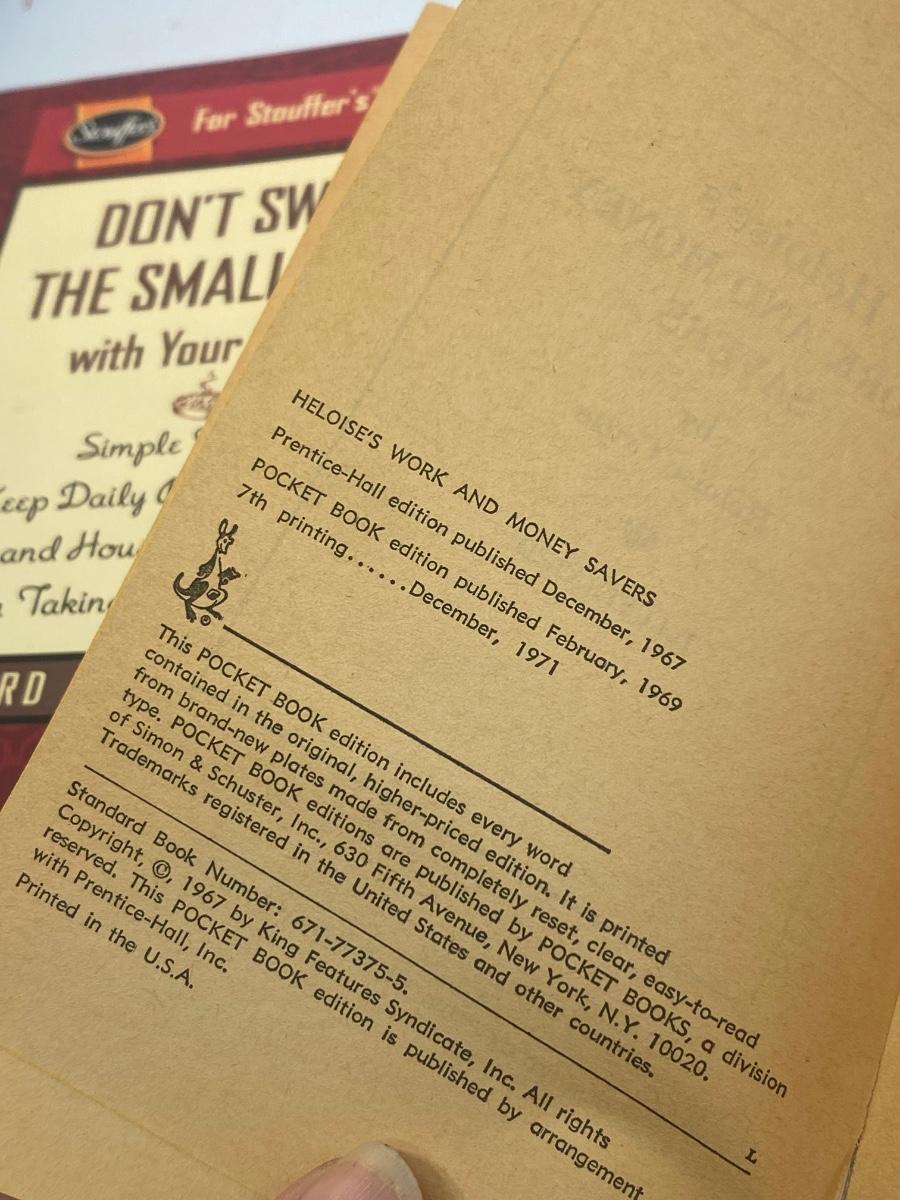 Stouffer's
For Stouffer's
DON'T SW
THE SMALL
with Your
Simple
Keep Daily
and Hou
Taking
RD
HELOISE'S WORK AND MONEY SAVERS
Prentice-Hall edition published December, 1967
POCKET BOOK edition published February, 1969
7th printing......December, 1971
This POCKET BOOK edition includes every word
contained in the original, higher-priced edition. It is printed
from brand-new plates made from completely reset, clear, easy-to-read
type. POCKET BOOK editions are published by POCKET BOOKS, a division
of Simon & Schuster, Inc., 630 Fifth Avenue, New York, N.Y. 10020.
Trademarks registered in the United States and other countries.
L
Standard Book Number: 671-77375-5.
Copyright, ©, 1967 by King Features Syndicate, Inc. All rights
reserved. This POCKET BOOK edition is published by arrangement
with Prentice-Hall, Inc.
Printed in the U.S.A.